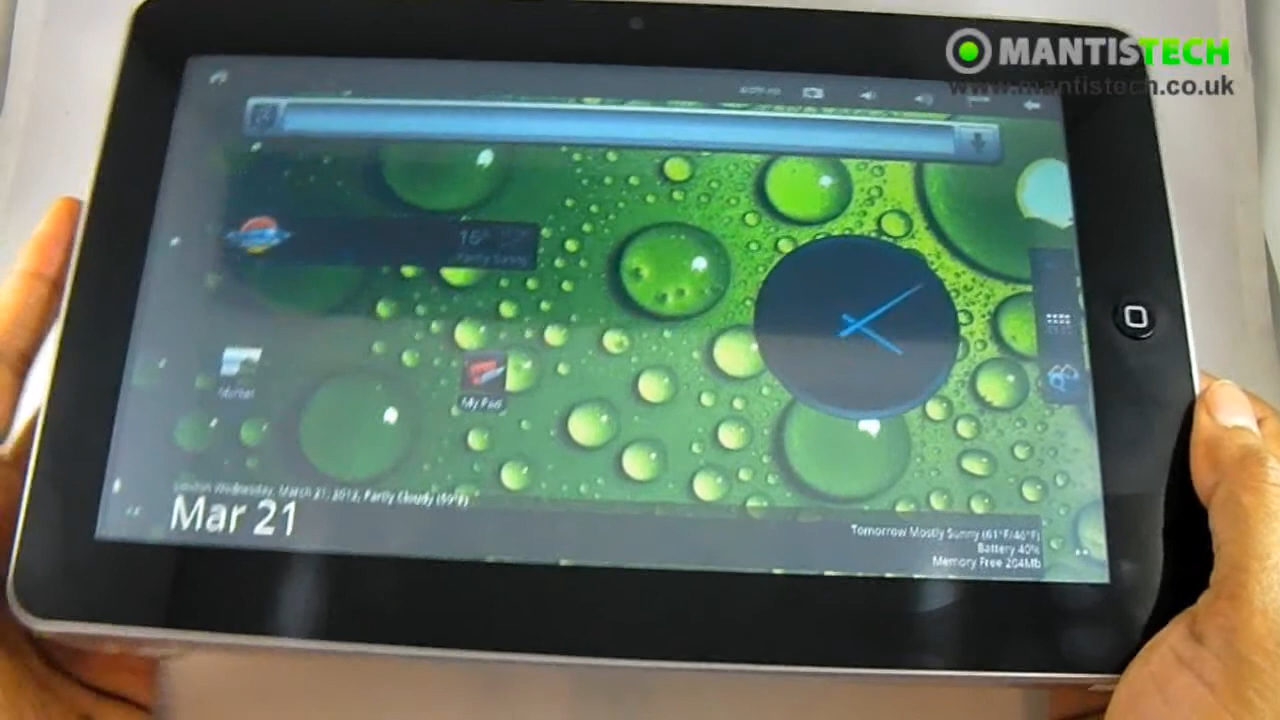 MANTISTECH
www.mantistech.co.uk
16°
Partly Sunny
My Pad
London Wednesday, March 21, 2012, Partly Cloudy (59°F)
Mar 21
Tomorrow Mostly Sunny (61°F/46°F)
Battery 40%
Memory Free 204Mb